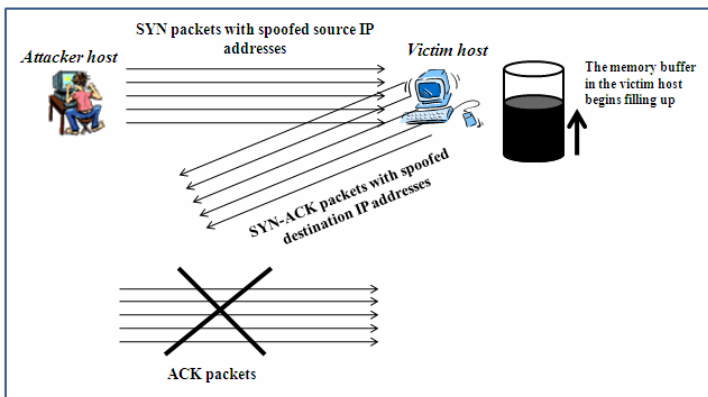 SYN packets with spoofed source IP
addresses
Attacker host
Victim host
The memory buffer
in the victim host
begins filling up
SYN-ACK packets with spoofed
destination IP addresses
ACK packets